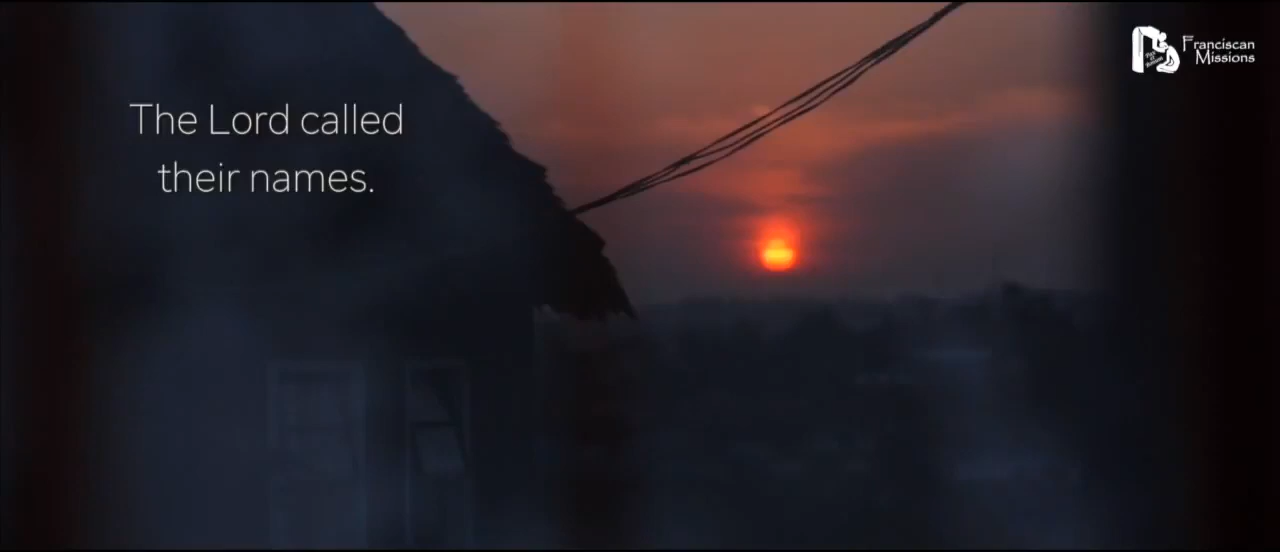 The Lord called
their names.
Franciscan
Missions